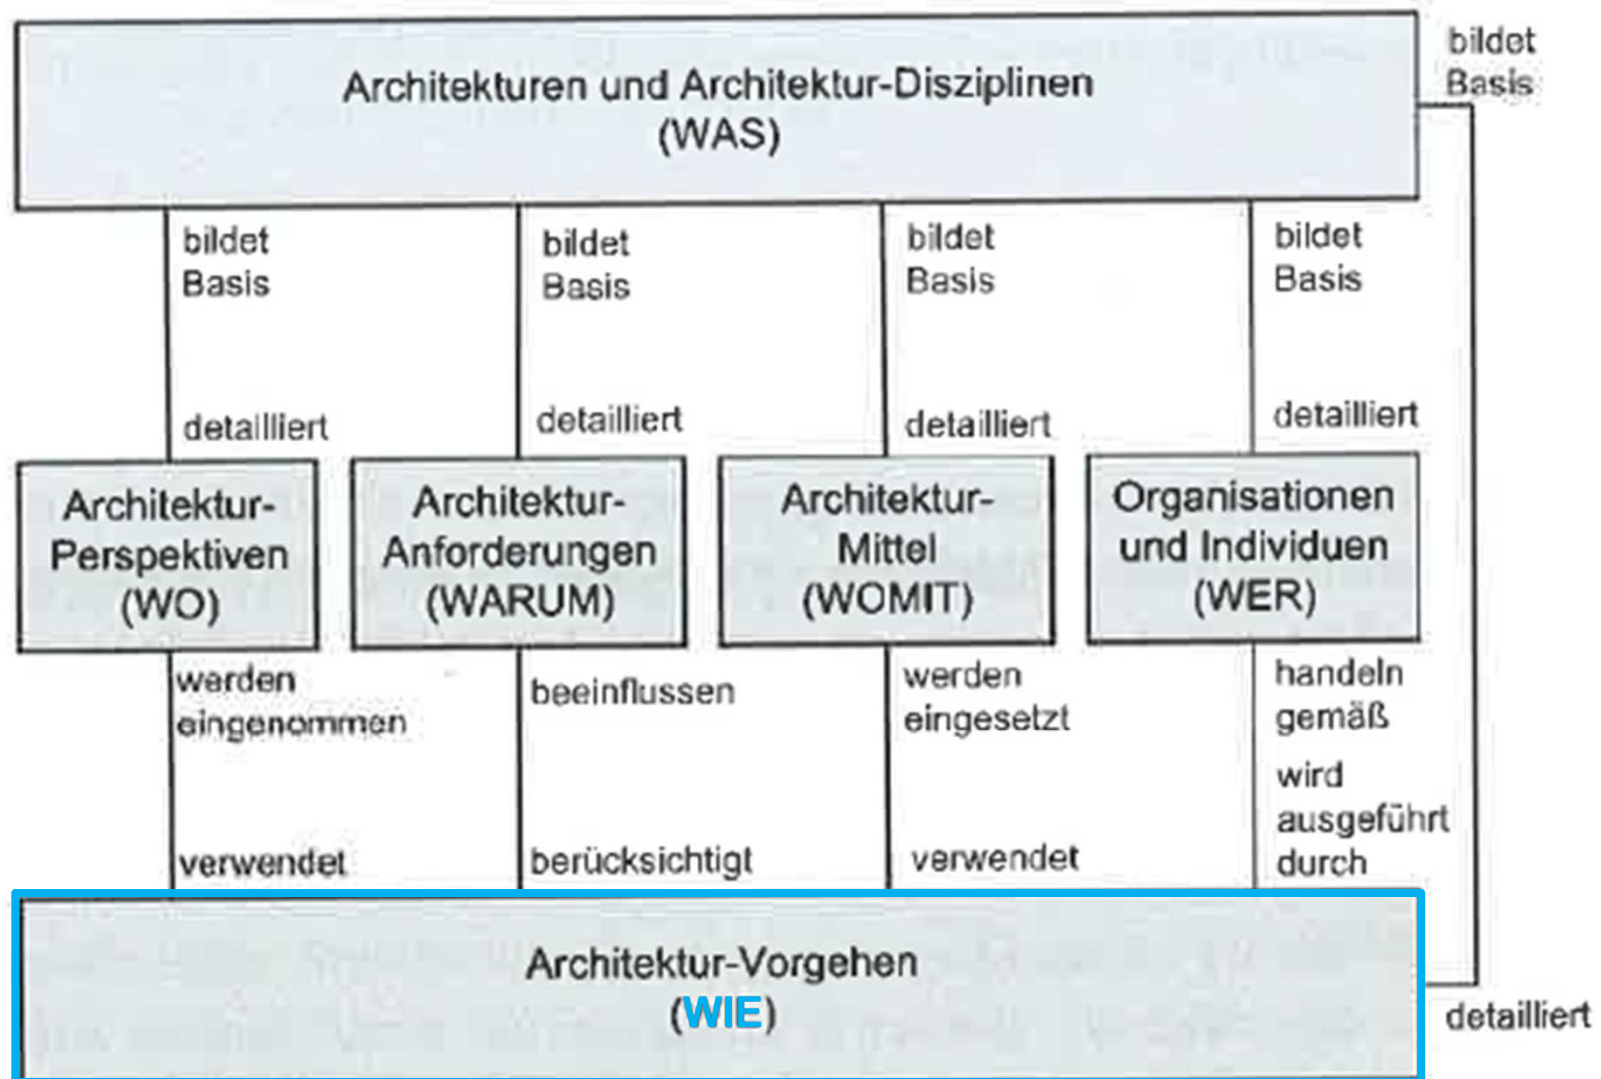 Architekturen und Architektur-Disziplinen
(WAS)
bildet
Basis
bildet
Basis
bildet
Basis
bildet
Basis
bildet
Basis
detailliert
detailliert
detailliert
detailliert
Architektur-
Perspektiven
(WO)
Architektur-
Anforderungen
(WARUM)
Architektur-
Mittel
(WOMIT)
Organisationen
und Individuen
(WER)
werden
eingenommen
beeinflussen
werden
eingesetzt
handeln
gemäß
verwendet
berücksichtigt
verwendet
wird
ausgeführt
durch
Architektur-Vorgehen
(WIE)
detailliert